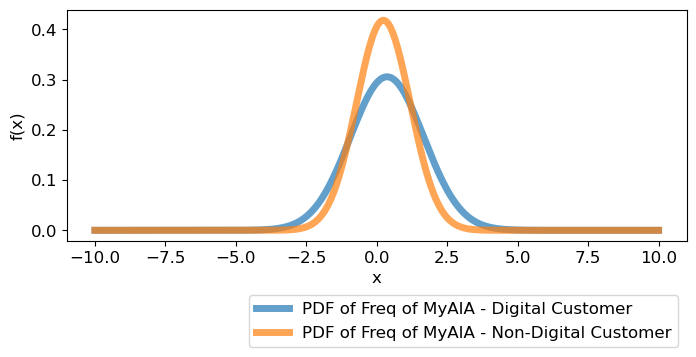 0.4
0.3
0.2
0.1
0.0
f(x)
−10.0 −7.5 −5.0 −2.5 0.0 2.5 5.0 7.5 10.0
x
PDF of Freq of MyAIA - Digital Customer
PDF of Freq of MyAIA - Non-Digital Customer